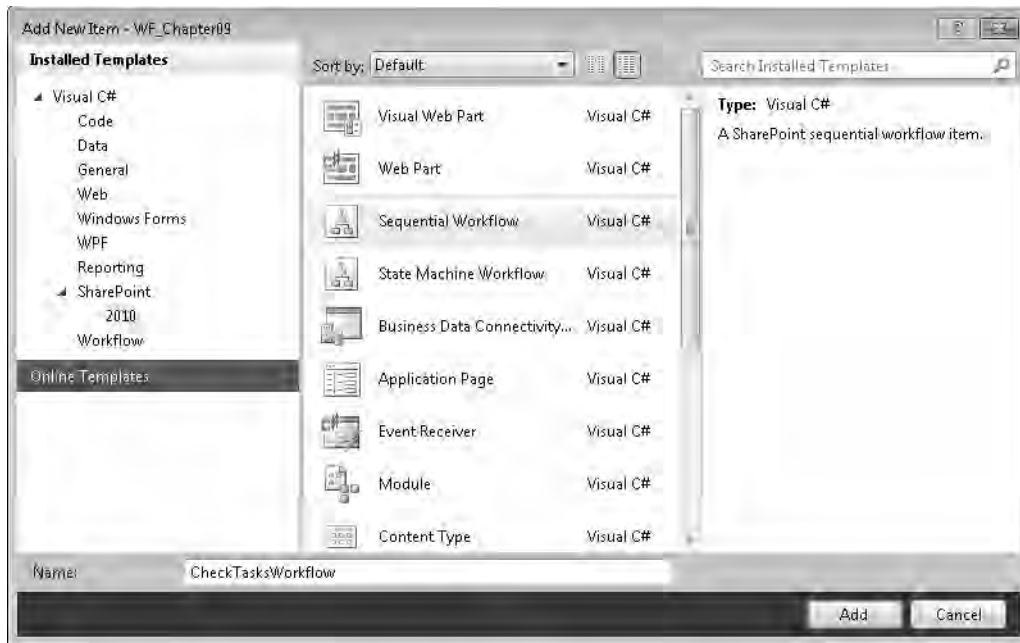 Add New Item - WF_Chapter09
Installed Templates
Visual C#
Code
Data
General
Web
Windows Forms
WPF
Reporting
SharePoint
2010
Workflow
Online Templates
Sort by: Default
Visual Web Part Visual C#
Web Part Visual C#
Sequential Workflow Visual C#
State Machine Workflow Visual C#
Business Data Connectivity... Visual C#
Application Page Visual C#
Event Receiver Visual C#
Module Visual C#
Content Type Visual C#
Search Installed Templates
Type: Visual C#
A SharePoint sequential workflow item.
Name: CheckTasksWorkflow
Add Cancel